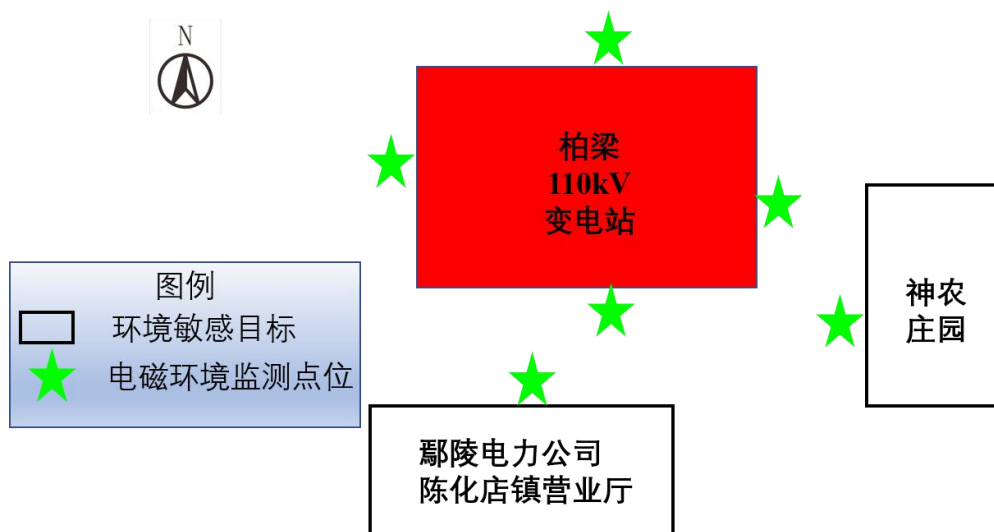 N
柏梁
110kV
变电站
神农
庄园
图例
环境敏感目标
电磁环境监测点位
鄢陵电力公司
陈化店镇营业厅